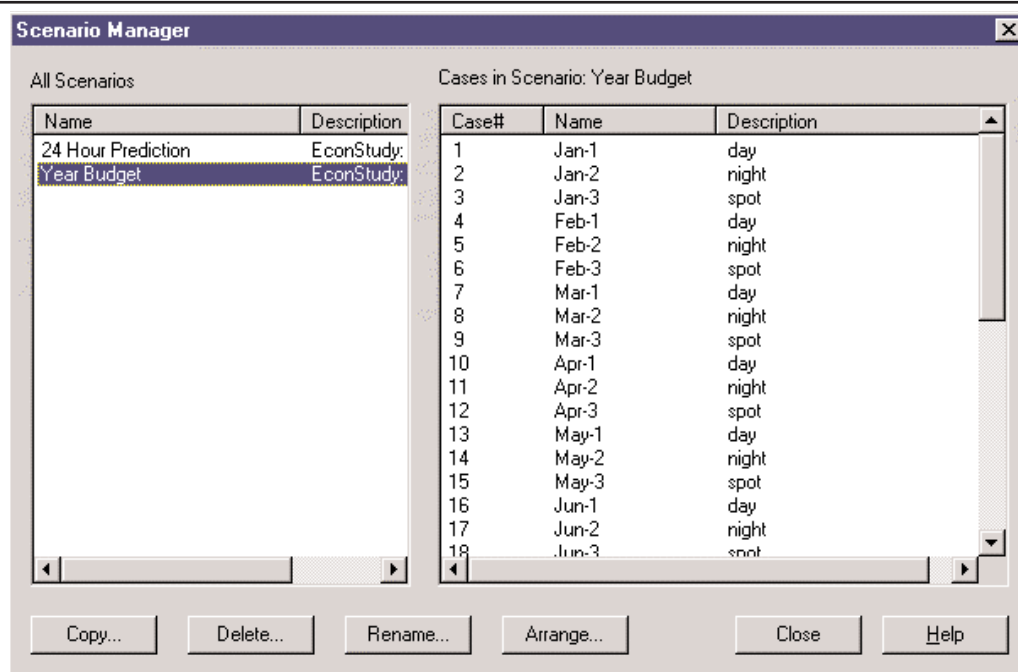 Scenario Manager
All Scenarios
Name Description
24 Hour Prediction EconStudy:
Year Budget EconStudy:
Cases in Scenario: Year Budget
Case# Name Description
1 Jan-1 day
2 Jan-2 night
3 Jan-3 spot
4 Feb-1 day
5 Feb-2 night
6 Feb-3 spot
7 Mar-1 day
8 Mar-2 night
9 Mar-3 spot
10 Apr-1 day
11 Apr-2 night
12 Apr-3 spot
13 May-1 day
14 May-2 night
15 May-3 spot
16 Jun-1 day
17 Jun-2 night
18 Jun-3 spot
Copy... Delete... Rename... Arrange... Close Help